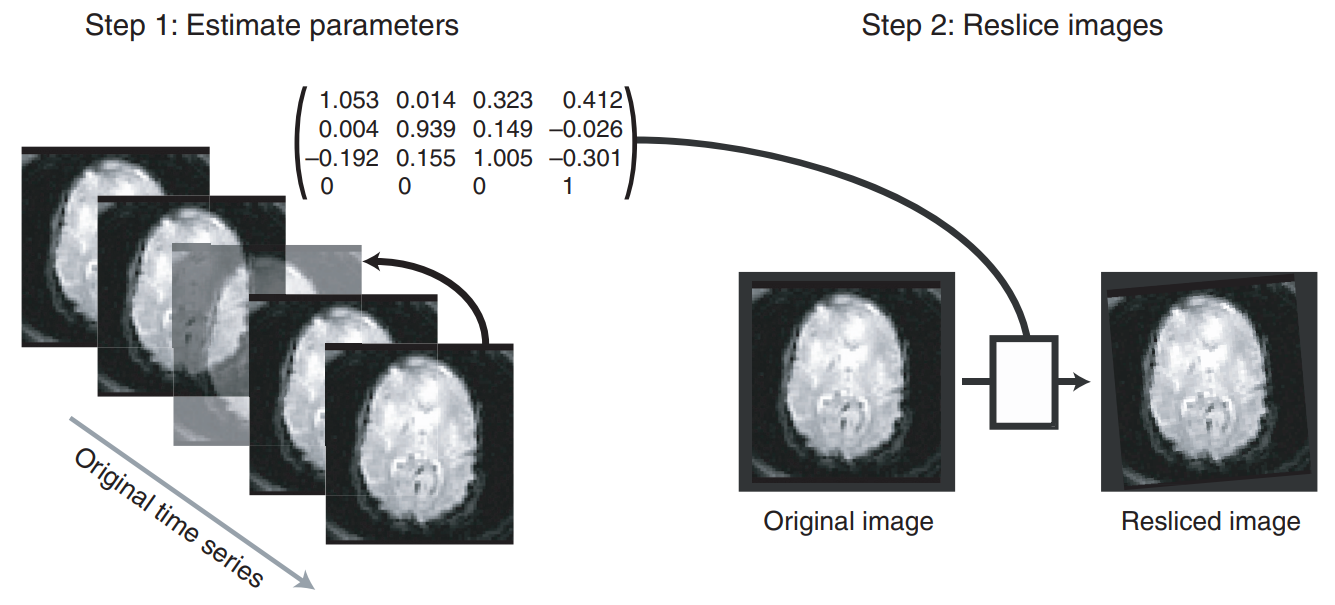 Step 1: Estimate parameters
Step 2: Reslice images
1.053 0.014 0.323 0.412
0.004 0.939 0.149 –0.026
–0.192 0.155 1.005 –0.301
0 0 0 1
Original time series
Original image
Resliced image